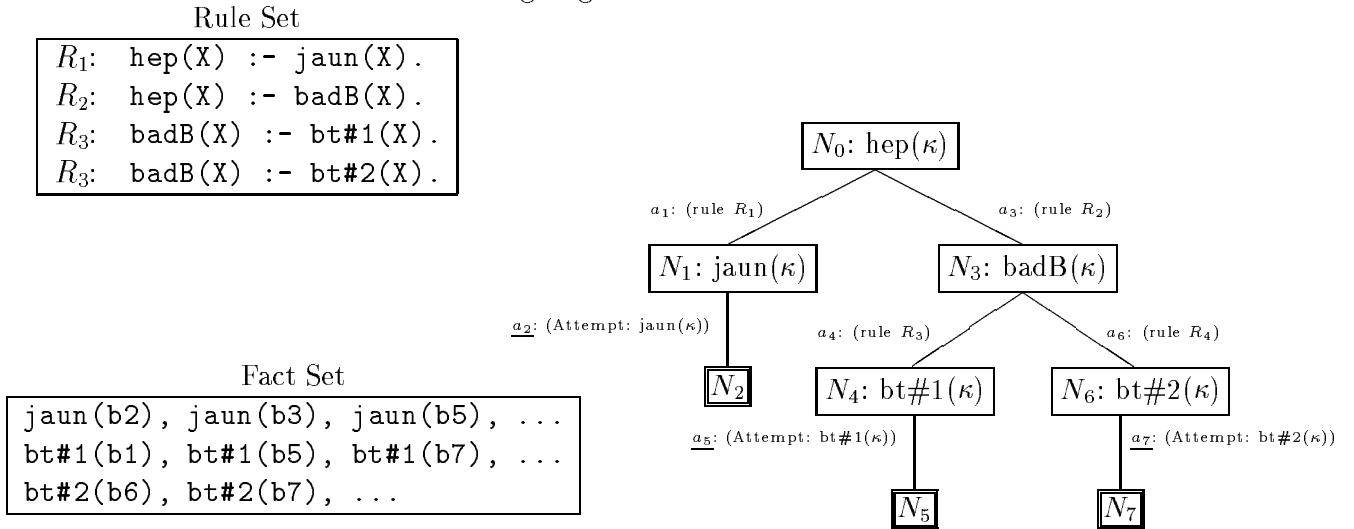 Rule Set
R₁: hep(X) :- jaun(X).
R₂: hep(X) :- badB(X).
R₃: badB(X) :- bt#1(X).
R₃: badB(X) :- bt#2(X).
N₀: hep(κ)
a₁: (rule R₁) a₃: (rule R₂)
N₁: jaun(κ) N₃: badB(κ)
a₂: (Attempt: jaun(κ)) a₄: (rule R₃) a₆: (rule R₄)
N₂ N₄: bt#1(κ) N₆: bt#2(κ)
a₅: (Attempt: bt#1(κ)) a₇: (Attempt: bt#2(κ))
N₅ N₇
Fact Set
jaun(b2), jaun(b3), jaun(b5), ...
bt#1(b1), bt#1(b5), bt#1(b7), ...
bt#2(b6), bt#2(b7), ...